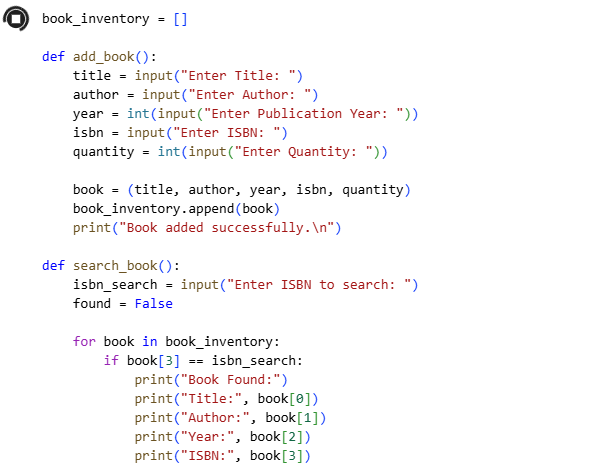 book_inventory = []

def add_book():
    title = input("Enter Title: ")
    author = input("Enter Author: ")
    year = int(input("Enter Publication Year: "))
    isbn = input("Enter ISBN: ")
    quantity = int(input("Enter Quantity: "))

    book = (title, author, year, isbn, quantity)
    book_inventory.append(book)
    print("Book added successfully.\n")

def search_book():
    isbn_search = input("Enter ISBN to search: ")
    found = False

    for book in book_inventory:
        if book[3] == isbn_search:
            print("Book Found:")
            print("Title:", book[0])
            print("Author:", book[1])
            print("Year:", book[2])
            print("ISBN:", book[3])